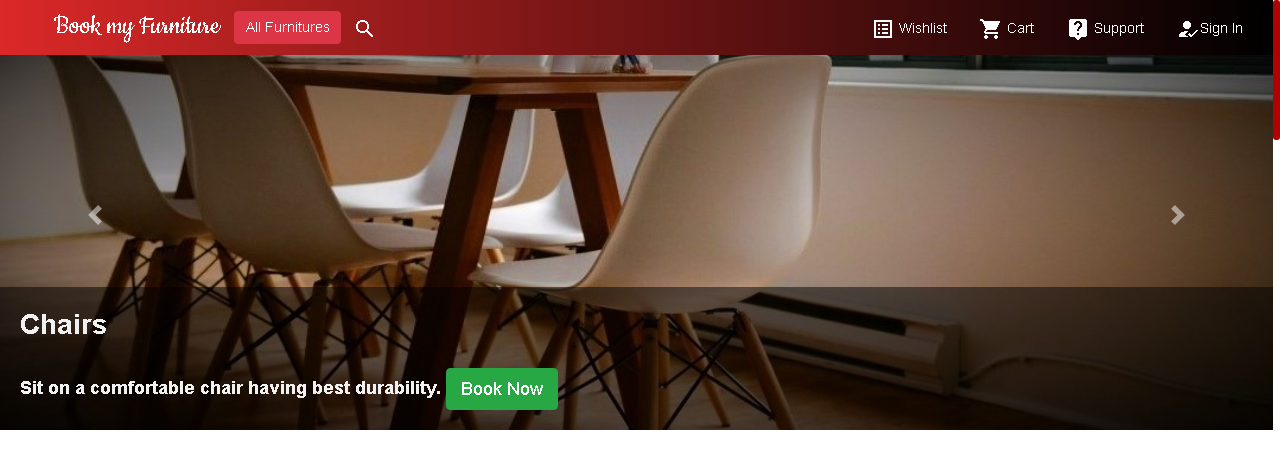 Book my Furniture
All Furnitures
Wishlist
Cart
Support
Sign In
Chairs
Sit on a comfortable chair having best durability. Book Now